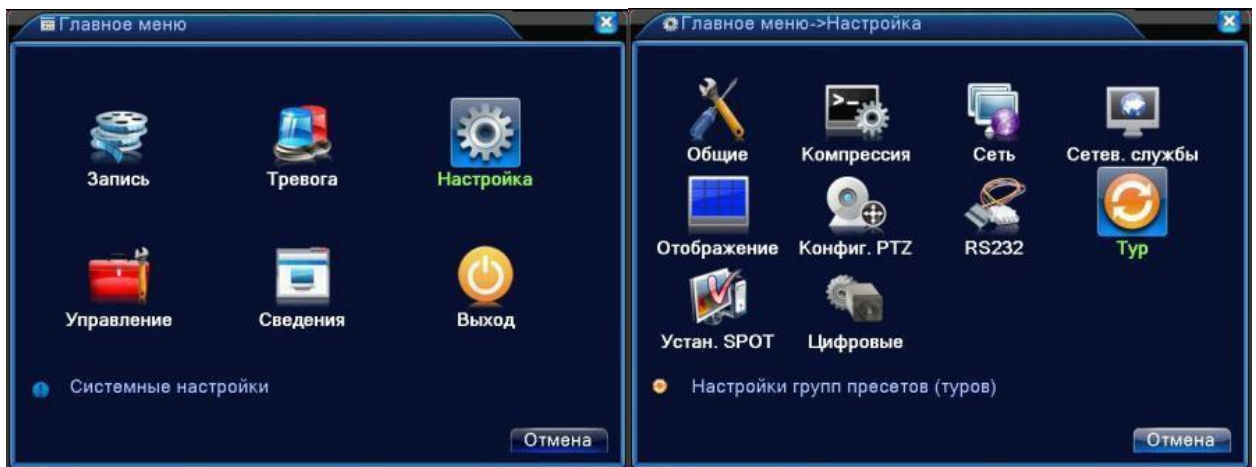 Главное меню
Запись Тревога Настройка
Управление Сведения Выход
Системные настройки
Отмена
Главное меню->Настройка
Общие Компрессия Сеть Сетев. службы
Отображение Конфиг. PTZ RS232 Тур
Устан. SPOT Цифровые
Настройки групп пресетов (туров)
Отмена